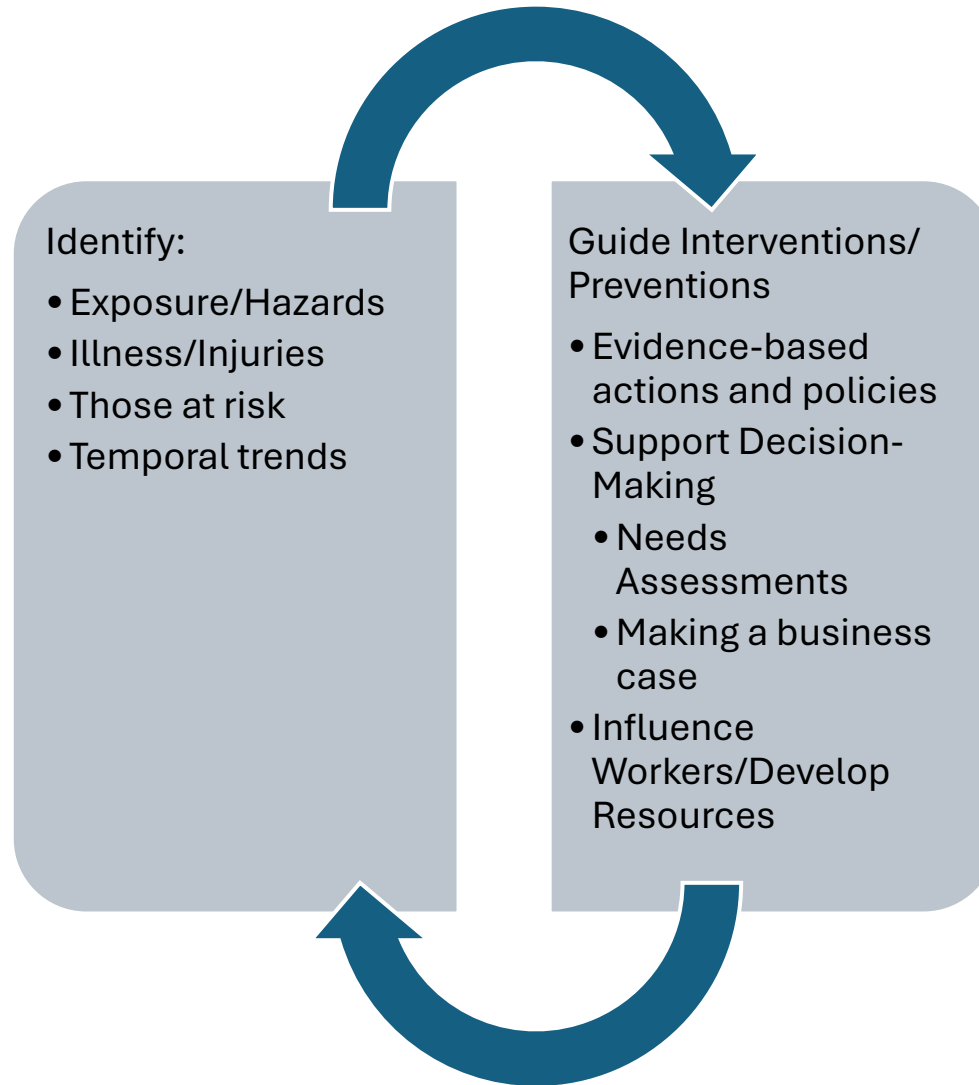 Identify:
• Exposure/Hazards
• Illness/Injuries
• Those at risk
• Temporal trends
Guide Interventions/
Preventions
• Evidence-based
actions and policies
• Support Decision-
Making
• Needs
Assessments
• Making a business
case
• Influence
Workers/Develop
Resources